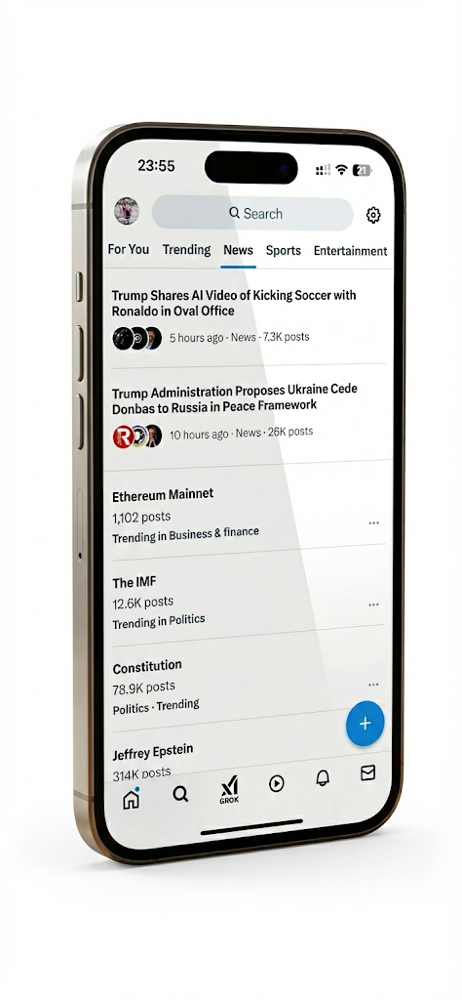 23:55
21
Search
For You Trending News Sports Entertainment
Trump Shares AI Video of Kicking Soccer with
Ronaldo in Oval Office
5 hours ago · News · 7.3K posts
Trump Administration Proposes Ukraine Cede
Donbas to Russia in Peace Framework
R
10 hours ago · News · 26K posts
Ethereum Mainnet
1,102 posts
Trending in Business & finance
The IMF
12.6K posts
Trending in Politics
Constitution
78.9K posts
Politics · Trending
Jeffrey Epstein
314K posts
GROK